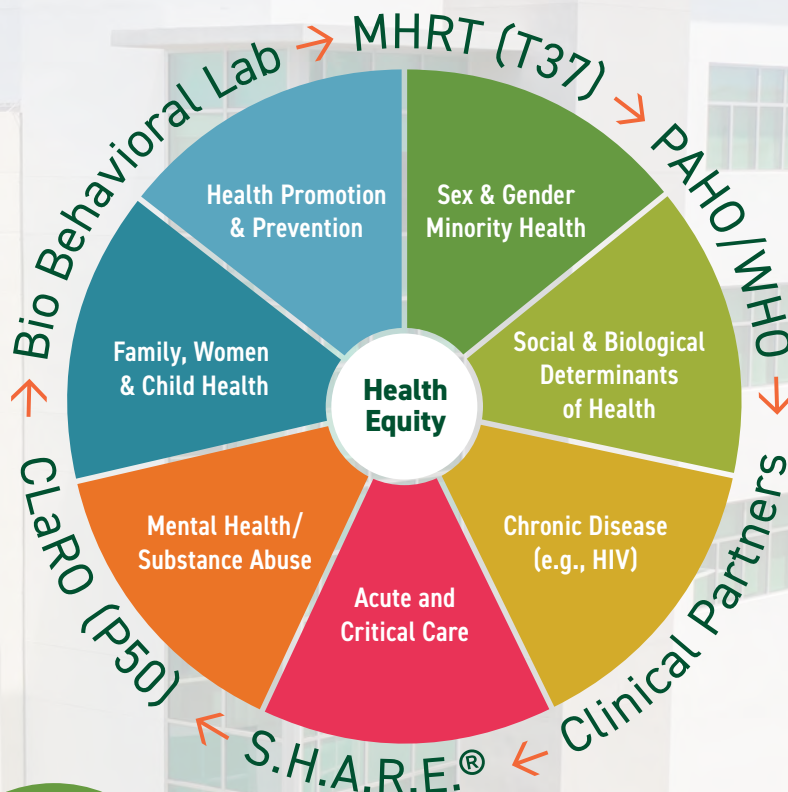 Bio Behavioral Lab → MHRT (T37) → PAHO/WHO → Clinical Partners → S.H.A.R.E.® → CLaRO (P50) →
Health Promotion
& Prevention
Sex & Gender
Minority Health
Family, Women
& Child Health
Social & Biological
Determinants
of Health
Health
Equity
Mental Health/
Substance Abuse
Chronic Disease
(e.g., HIV)
Acute and
Critical Care